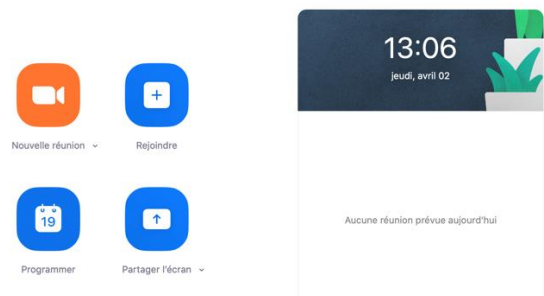 13:06
jeudi, avril 02
Nouvelle réunion
Rejoindre
19
Programmer
Partager l'écran
Aucune réunion prévue aujourd'hui